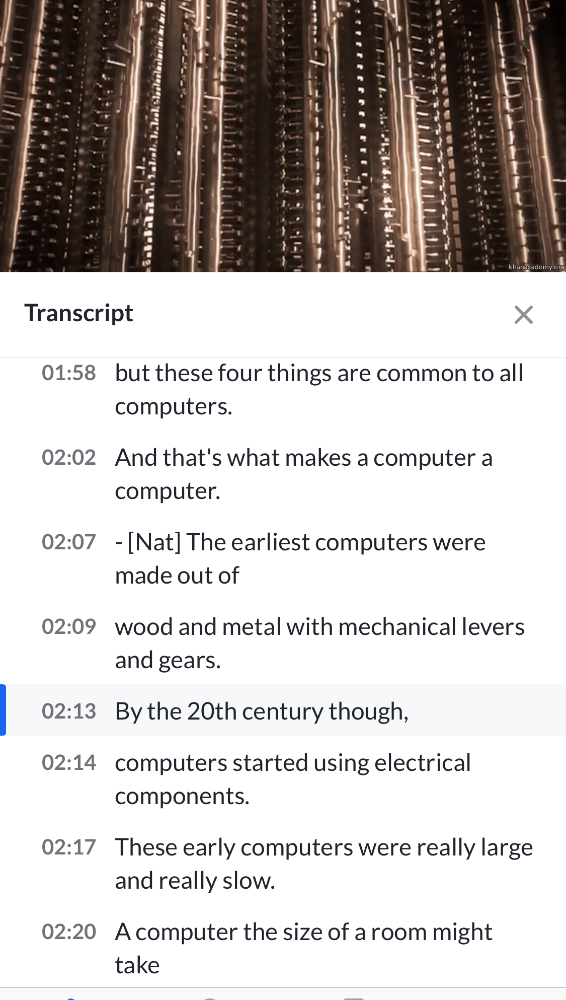 khanacademy.org
Transcript
01:58 but these four things are common to all
computers.
02:02 And that's what makes a computer a
computer.
02:07 - [Nat] The earliest computers were
made out of
02:09 wood and metal with mechanical levers
and gears.
02:13 By the 20th century though,
02:14 computers started using electrical
components.
02:17 These early computers were really large
and really slow.
02:20 A computer the size of a room might
take